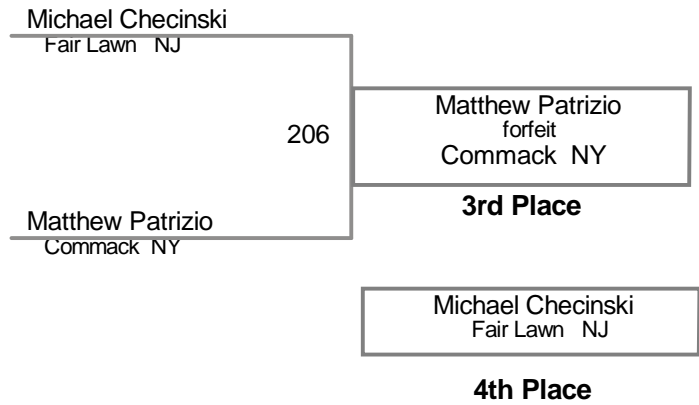 Michael Checinski
Fair Lawn NJ
206
Matthew Patrizio
forfeit
Commack NY
3rd Place
Matthew Patrizio
Commack NY
Michael Checinski
Fair Lawn NJ
4th Place